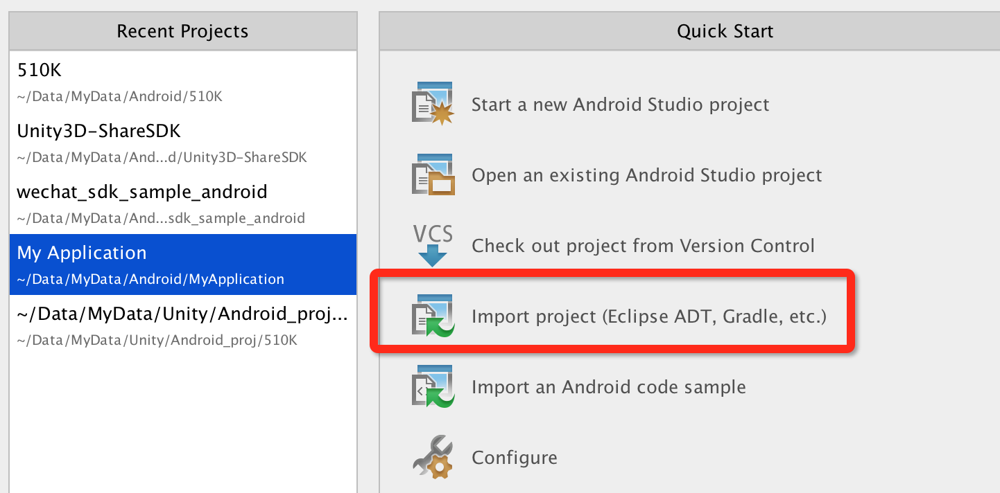 Recent Projects
510K
~/Data/MyData/Android/510K
Unity3D-ShareSDK
~/Data/MyData/And...d/Unity3D-ShareSDK
wechat_sdk_sample_android
~/Data/MyData/And...sdk_sample_android
My Application
~/Data/MyData/Android/MyApplication
~/Data/MyData/Unity/Android_proj...
~/Data/MyData/Unity/Android_proj/510K
Quick Start
Start a new Android Studio project
Open an existing Android Studio project
VCS
Check out project from Version Control
Import project (Eclipse ADT, Gradle, etc.)
Import an Android code sample
Configure